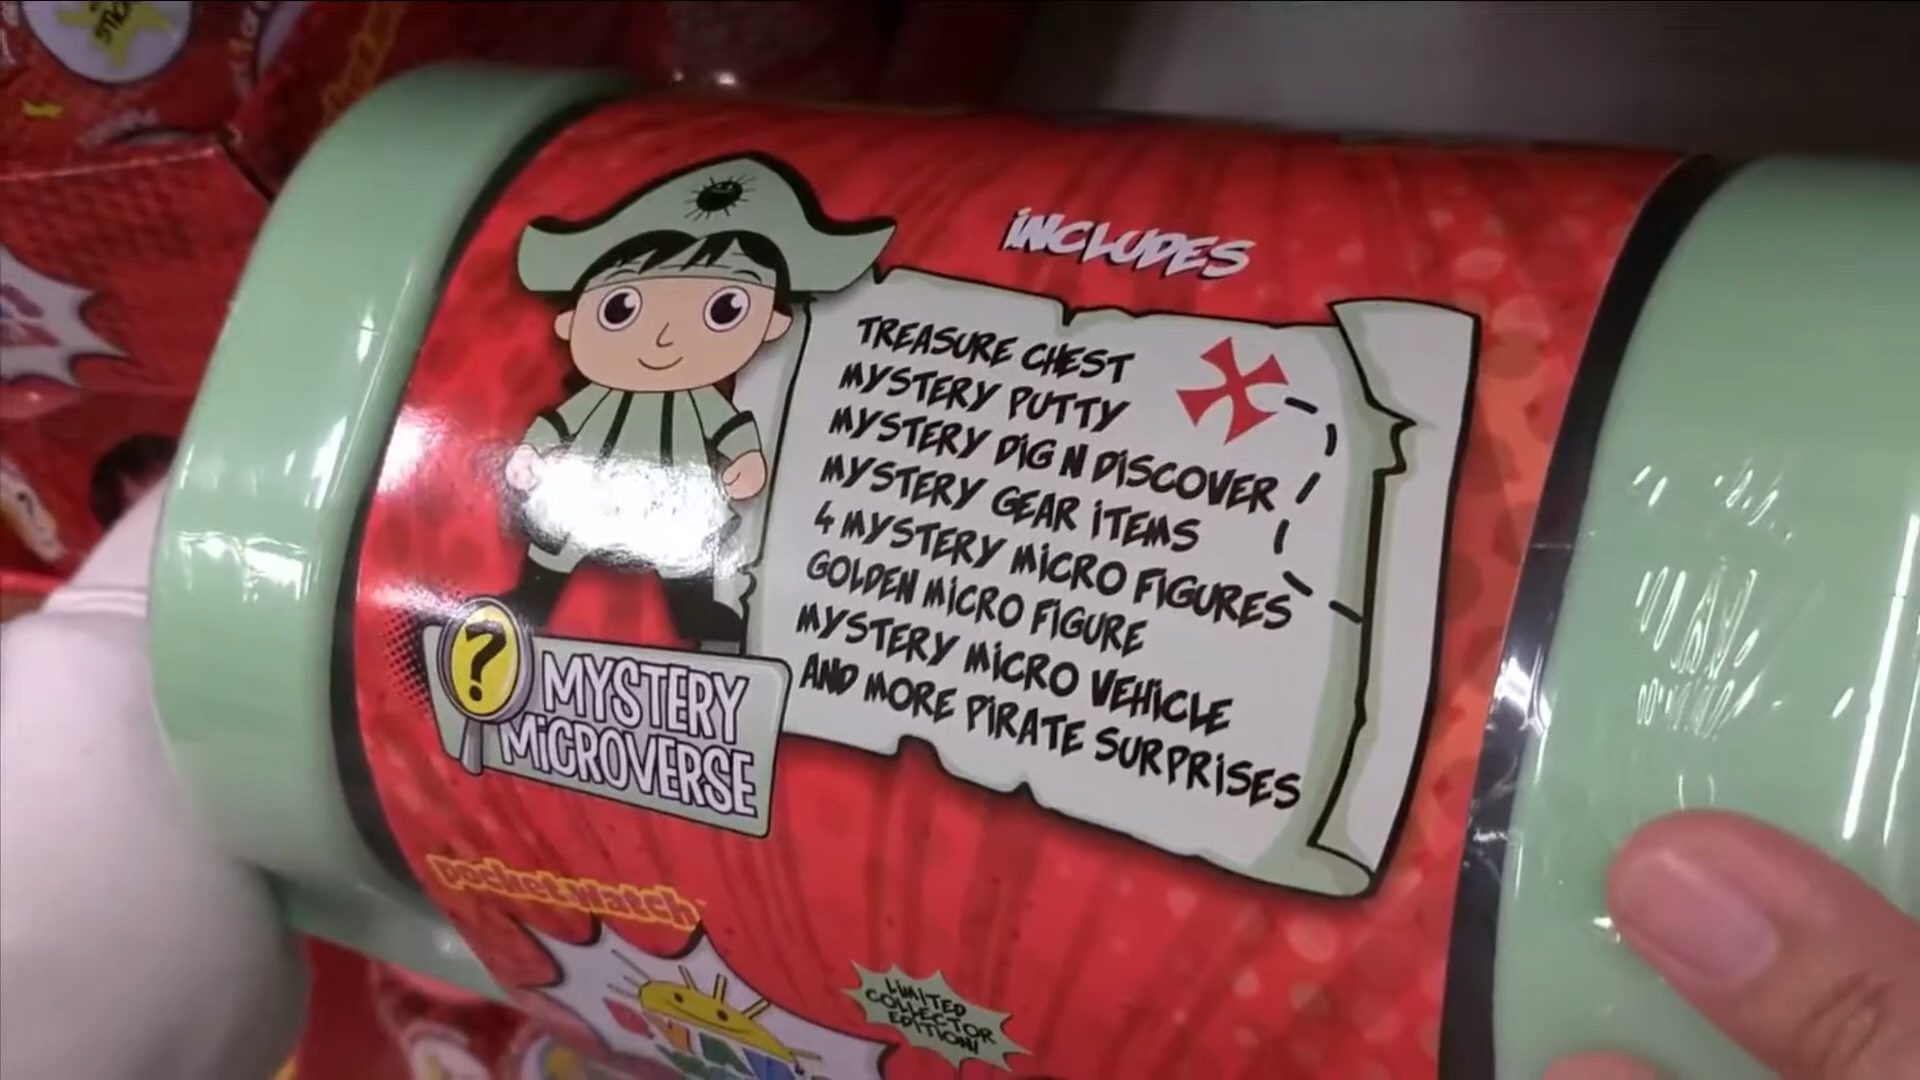 INCLUDES
TREASURE CHEST
MYSTERY PUTTY
MYSTERY DIG N DISCOVER
MYSTERY GEAR ITEMS
4 MYSTERY MICRO FIGURES
GOLDEN MICRO FIGURE
MYSTERY MICRO VEHICLE
AND MORE PIRATE SURPRISES
?
MYSTERY
MICROVERSE
pocket.watch
LIMITED
COLLECTOR
EDITION!